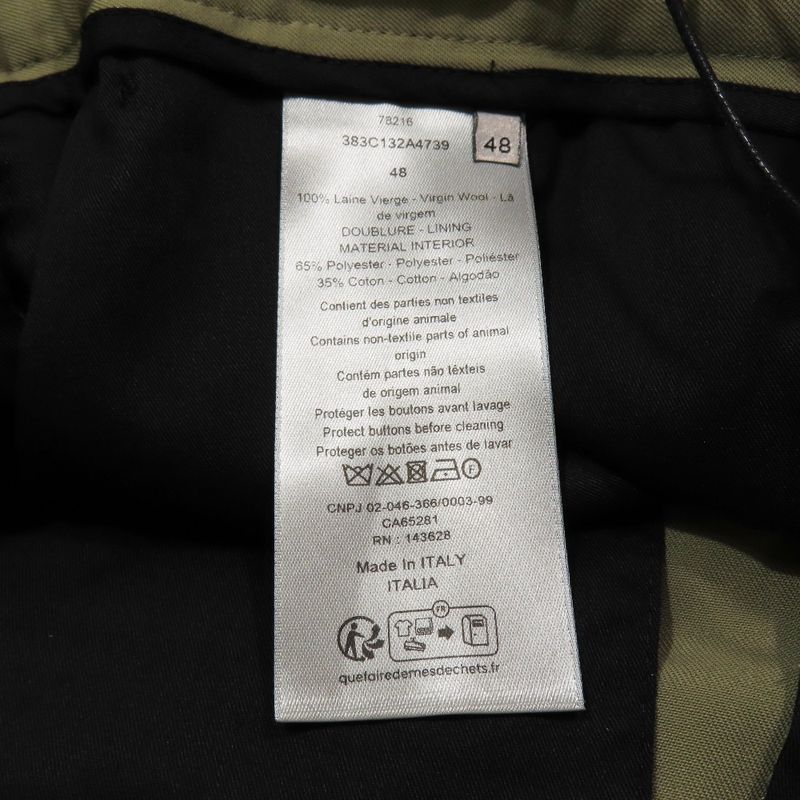 78216
383C132A4739
48
48
100% Laine Vierge - Virgin Wool - Lã
de virgem
DOUBLURE - LINING
MATERIAL INTERIOR
65% Polyester - Polyester - Poliéster
35% Coton - Cotton - Algodão
Contient des parties non textiles
d'origine animale
Contains non-textile parts of animal
origin
Contém partes não têxteis
de origem animal
Protéger les boutons avant lavage
Protect buttons before cleaning
Proteger os botões antes de lavar
F
CNPJ 02-046-366/0003-99
CA65281
RN : 143628
Made In ITALY
ITALIA
FR
quefairedemesdechets.fr